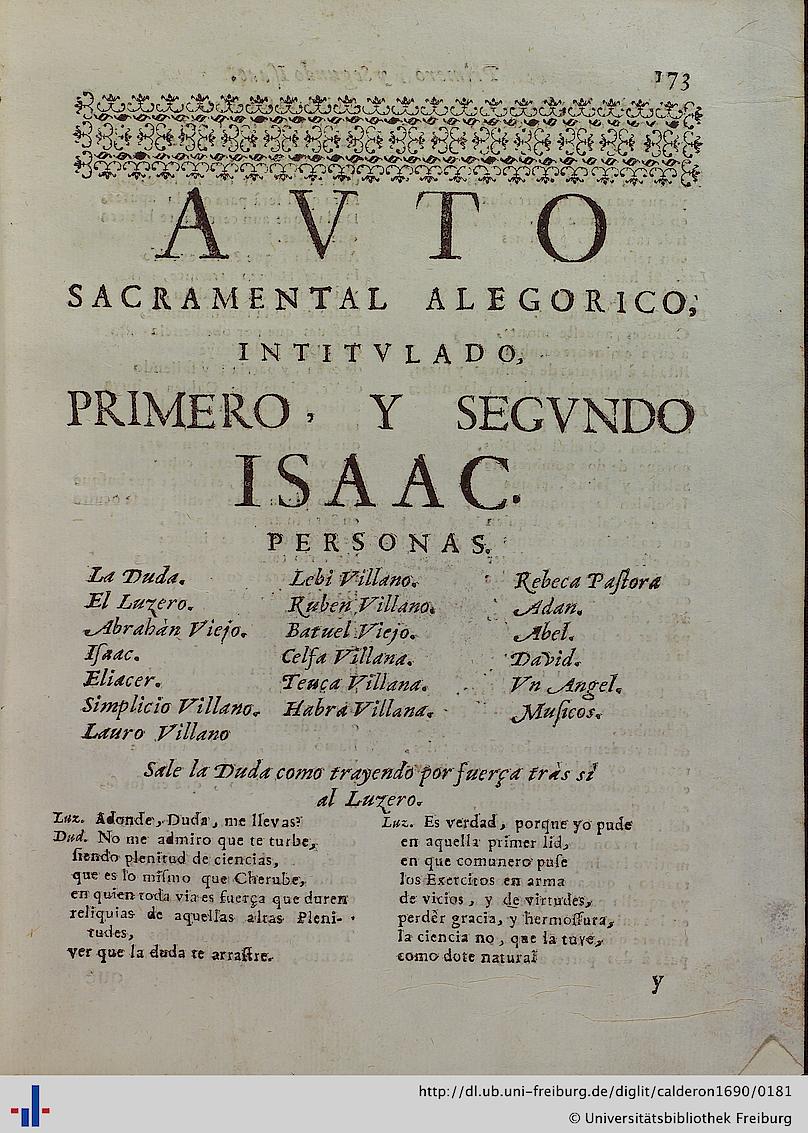 173
AVTO
SACRAMENTAL ALEGORICO,
INTITVLADO,
PRIMERO, Y SEGVNDO
ISAAC.
PERSONAS.
La Duda.
El Luzero.
Abrahàn Viejo.
Iſaac.
Eliacer.
Simplicio Villano.
Lauro Villano
Lebi Villano.
Ruben Villano.
Batuel Viejo.
Celfa Villana.
Teuca Villana.
Habrá Villana.
Rebeca Paſtora
Adan.
Abel.
David.
Vn Angel.
Muſicos.
Sale la Duda como trayendo por fuerça tràs sì
al Luzero.
Luz. Adonde, Duda, me llevas?
Dud. No me admiro que te turbe,
ſiendo plenitud de ciencias,
que es lo miſmo que Cherube,
en quien toda via es fuerça que duren
reliquias de aquellas altas Pleni-
tudes,
ver que la duda te arraſtre.
Luz. Es verdad, porque yo pude
en aquella primer lid,
en que comunero puſe
los Exercitos en arma
de vicios, y de virtudes,
perdèr gracia, y hermoſſura,
la ciencia no, que la tuve,
como dote natural
y
http://dl.ub.uni-freiburg.de/diglit/calderon1690/0181
© Universitätsbibliothek Freiburg